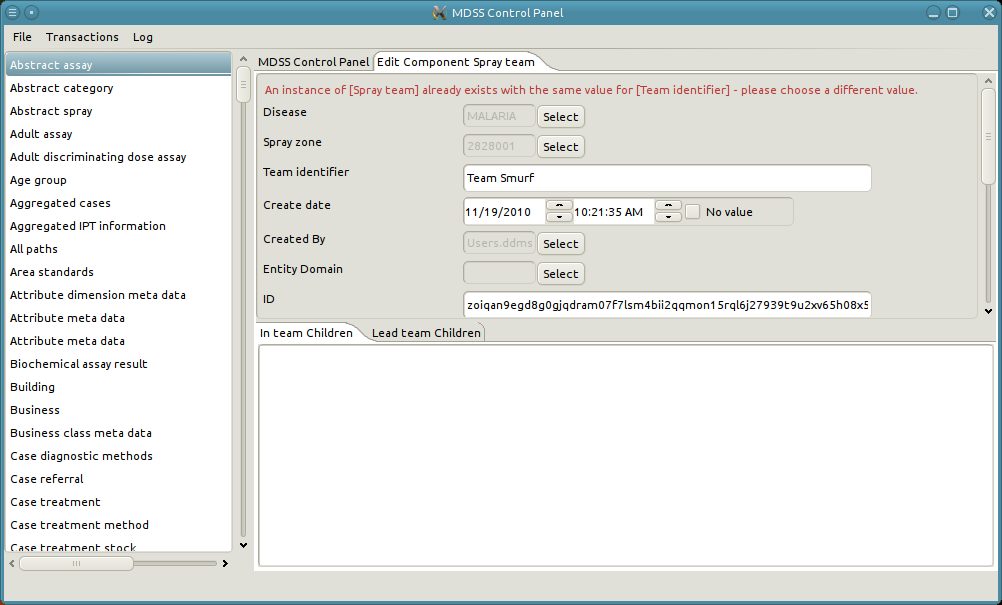 MDSS Control Panel
File Transactions Log
Abstract assay
Abstract category
Abstract spray
Adult assay
Adult discriminating dose assay
Age group
Aggregated cases
Aggregated IPT information
All paths
Area standards
Attribute dimension meta data
Attribute meta data
Attribute meta data
Biochemical assay result
Building
Business
Business class meta data
Case diagnostic methods
Case referral
Case treatment
Case treatment method
Case treatment stock
MDSS Control Panel Edit Component Spray team
An instance of [Spray team] already exists with the same value for [Team identifier] - please choose a different value.
Disease MALARIA Select
Spray zone 2828001 Select
Team identifier Team Smurf
Create date 11/19/2010 10:21:35 AM No value
Created By Users.ddms Select
Entity Domain Select
ID zoiqan9egd8g0gjqdram07f7lsm4bii2qqmon15rql6j27939t9u2xv65h08x5
In team Children Lead team Children